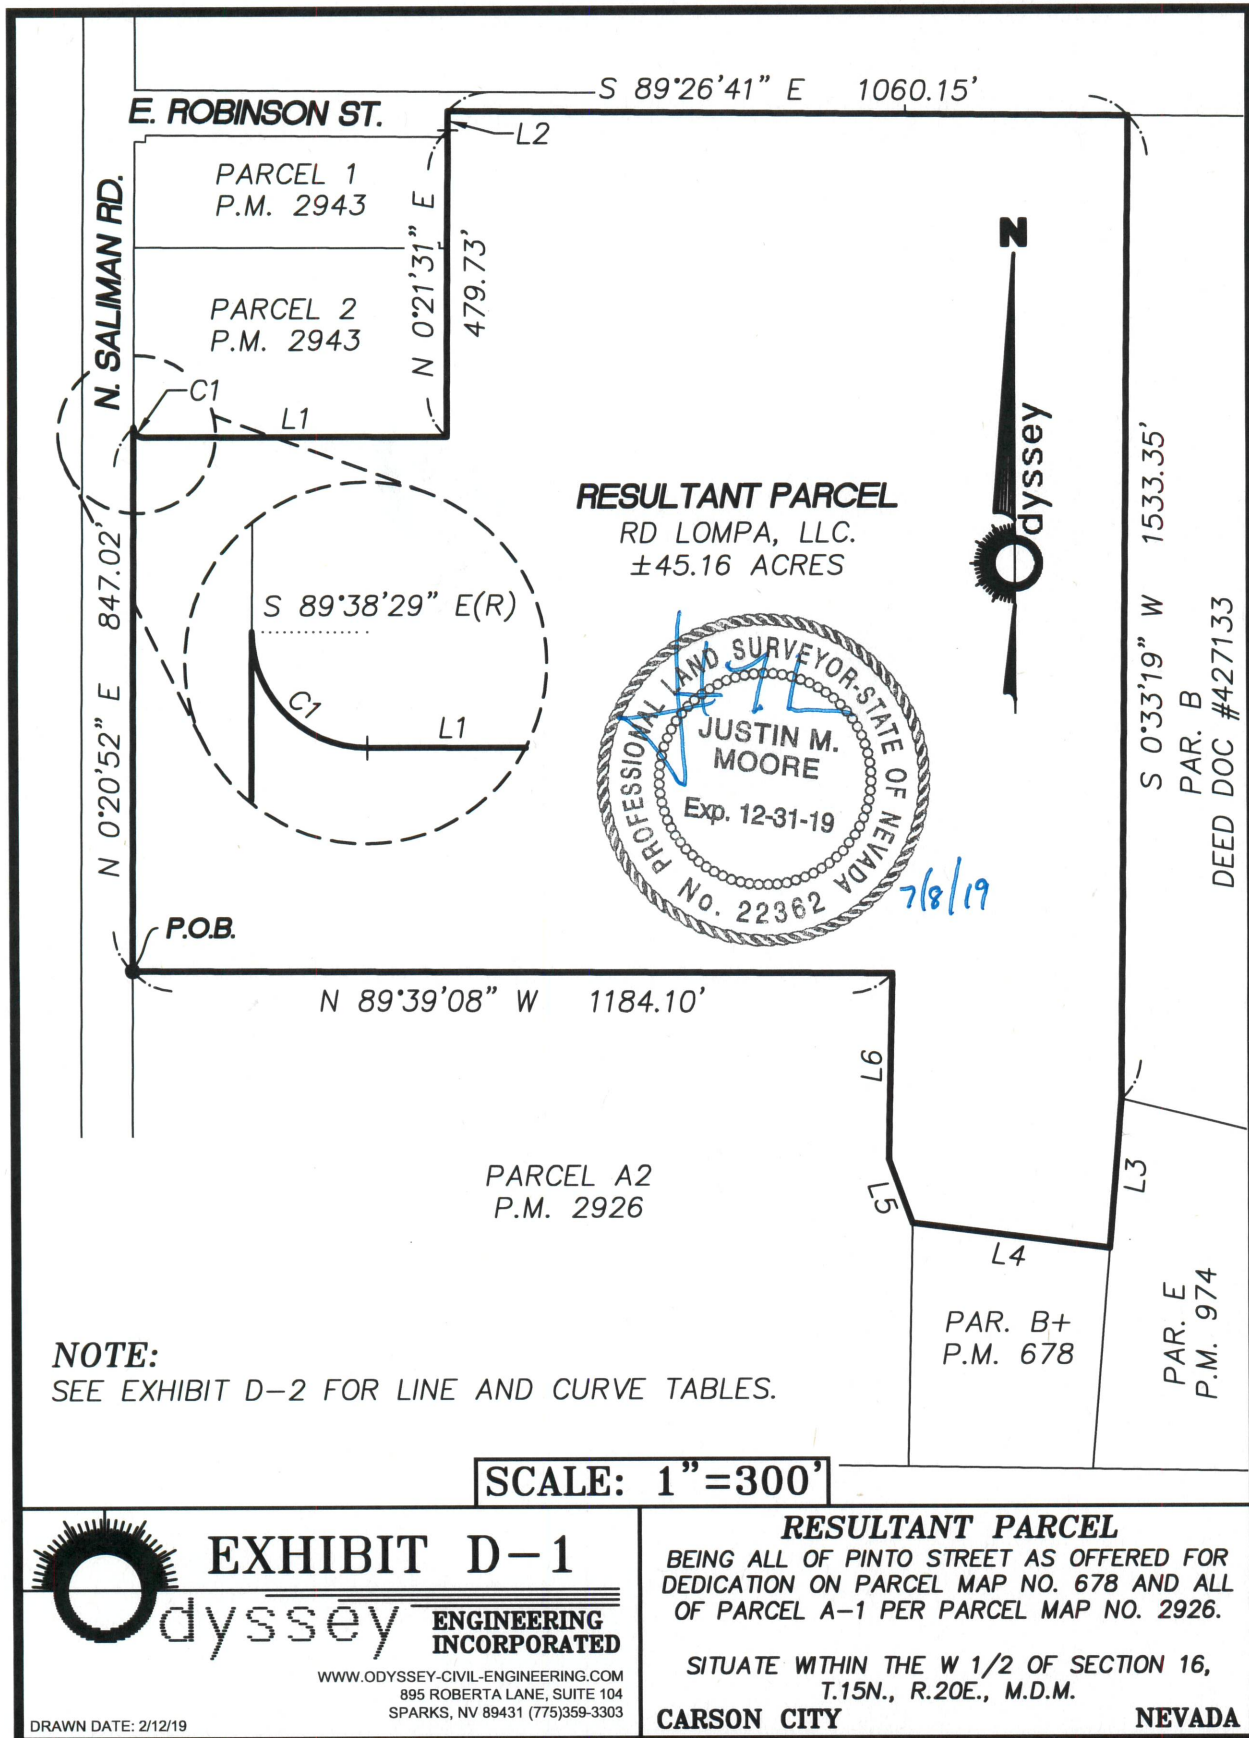 S 89°26'41" E 1060.15'
E. ROBINSON ST.
L2
PARCEL 1
P.M. 2943
N. SALIMAN RD.
N 0°21'31" E
479.73'
PARCEL 2
P.M. 2943
N
C1
L1
dyssey
RESULTANT PARCEL
RD LOMPA, LLC.
±45.16 ACRES
S 0°33'19" W 1533.35'
PAR. B
DEED DOC #427133
N 0°20'52" E 847.02'
S 89°38'29" E(R)
C1
L1
PROFESSIONAL LAND SURVEYOR-STATE OF NEVADA
JUSTIN M.
MOORE
Exp. 12-31-19
No. 22362
7/8/19
P.O.B.
N 89°39'08" W 1184.10'
L6
L5
L3
L4
PARCEL A2
P.M. 2926
PAR. B+
P.M. 678
PAR. E
P.M. 974
NOTE:
SEE EXHIBIT D-2 FOR LINE AND CURVE TABLES.
SCALE: 1"=300'
EXHIBIT D-1
dyssey
ENGINEERING
INCORPORATED
WWW.ODYSSEY-CIVIL-ENGINEERING.COM
895 ROBERTA LANE, SUITE 104
SPARKS, NV 89431 (775)359-3303
DRAWN DATE: 2/12/19
RESULTANT PARCEL
BEING ALL OF PINTO STREET AS OFFERED FOR
DEDICATION ON PARCEL MAP NO. 678 AND ALL
OF PARCEL A-1 PER PARCEL MAP NO. 2926.
SITUATE WITHIN THE W 1/2 OF SECTION 16,
T.15N., R.20E., M.D.M.
CARSON CITY NEVADA